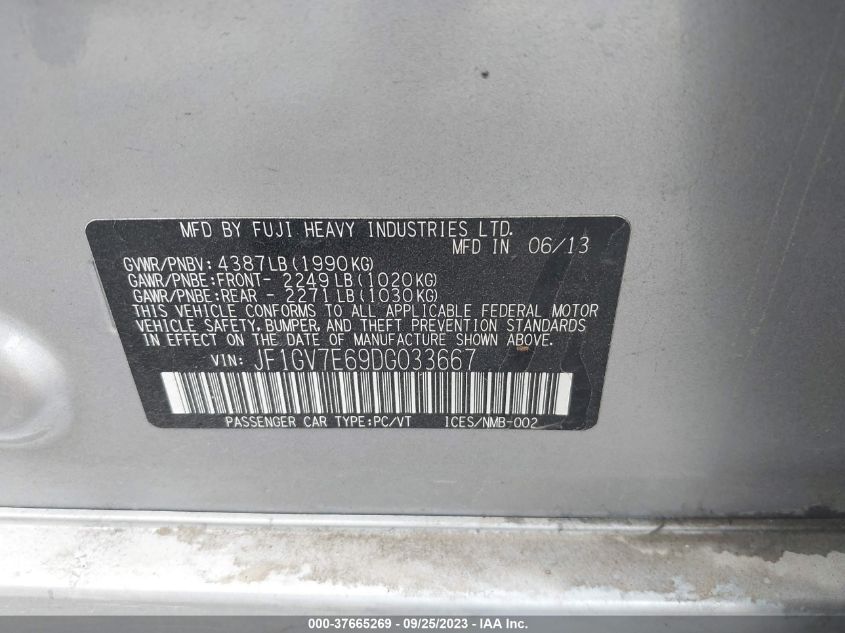 MFD BY FUJI HEAVY INDUSTRIES LTD.
MFD IN 06/13
GVWR/PNBV: 4387LB(1990KG)
GAWR/PNBE:FRONT- 2249LB(1020KG)
GAWR/PNBE:REAR - 2271LB(1030KG)
THIS VEHICLE CONFORMS TO ALL APPLICABLE FEDERAL MOTOR
VEHICLE SAFETY, BUMPER, AND THEFT PREVENTION STANDARDS
IN EFFECT ON THE DATE OF MANUFACTURE SHOWN ABOVE.
VIN: JF1GV7E69DG033667
PASSENGER CAR TYPE:PC/VT ICES/NMB-002
000-37665269 - 09/25/2023 - IAA Inc.